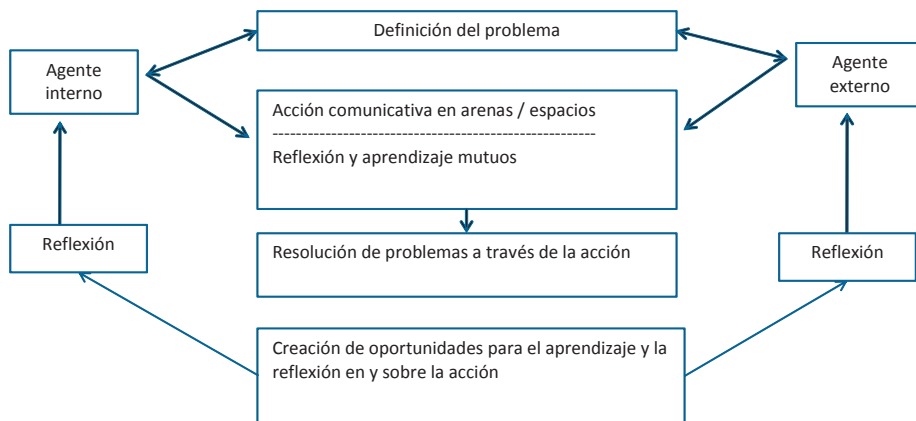 Definición del problema
Agente
interno
Agente
externo
Acción comunicativa en arenas / espacios
--------------------------------------------------------
Reflexión y aprendizaje mutuos
Reflexión
Resolución de problemas a través de la acción
Reflexión
Creación de oportunidades para el aprendizaje y la
reflexión en y sobre la acción